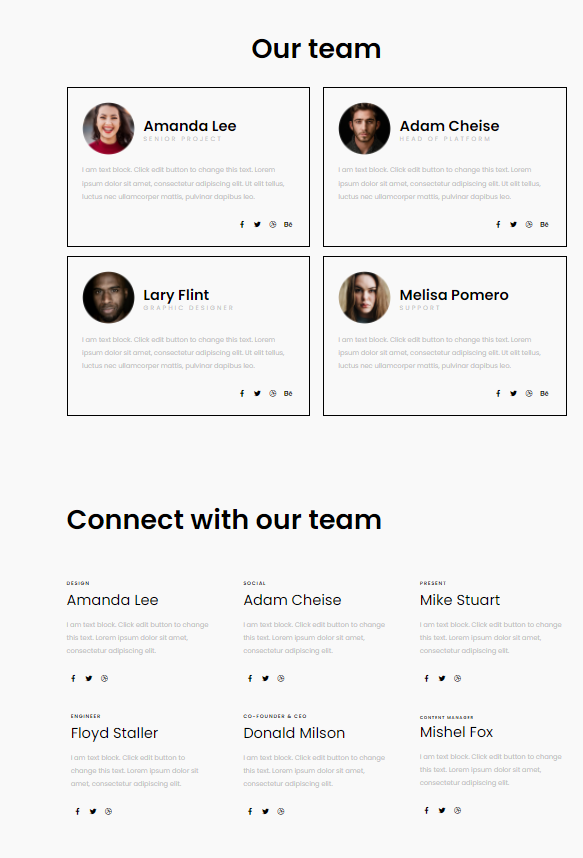 Our team
Amanda Lee
SENIOR PROJECT
I am text block. Click edit button to change this text. Lorem
ipsum dolor sit amet, consectetur adipiscing elit. Ut elit tellus,
luctus nec ullamcorper mattis, pulvinar dapibus leo.
Bē
Adam Cheise
HEAD OF PLATFORM
I am text block. Click edit button to change this text. Lorem
ipsum dolor sit amet, consectetur adipiscing elit. Ut elit tellus,
luctus nec ullamcorper mattis, pulvinar dapibus leo.
Bē
Lary Flint
GRAPHIC DESIGNER
I am text block. Click edit button to change this text. Lorem
ipsum dolor sit amet, consectetur adipiscing elit. Ut elit tellus,
luctus nec ullamcorper mattis, pulvinar dapibus leo.
Bē
Melisa Pomero
SUPPORT
I am text block. Click edit button to change this text. Lorem
ipsum dolor sit amet, consectetur adipiscing elit. Ut elit tellus,
luctus nec ullamcorper mattis, pulvinar dapibus leo.
Bē
Connect with our team
DESIGN
Amanda Lee
I am text block. Click edit button to change
this text. Lorem ipsum dolor sit amet,
consectetur adipiscing elit.
SOCIAL
Adam Cheise
I am text block. Click edit button to change
this text. Lorem ipsum dolor sit amet,
consectetur adipiscing elit.
PRESENT
Mike Stuart
I am text block. Click edit button to change
this text. Lorem ipsum dolor sit amet,
consectetur adipiscing elit.
ENGINEER
Floyd Staller
I am text block. Click edit button to
change this text. Lorem ipsum dolor sit
amet, consectetur adipiscing elit.
CO-FOUNDER & CEO
Donald Milson
I am text block. Click edit button to change
this text. Lorem ipsum dolor sit amet,
consectetur adipiscing elit.
CONTENT MANAGER
Mishel Fox
I am text block. Click edit button to change
this text. Lorem ipsum dolor sit amet,
consectetur adipiscing elit.